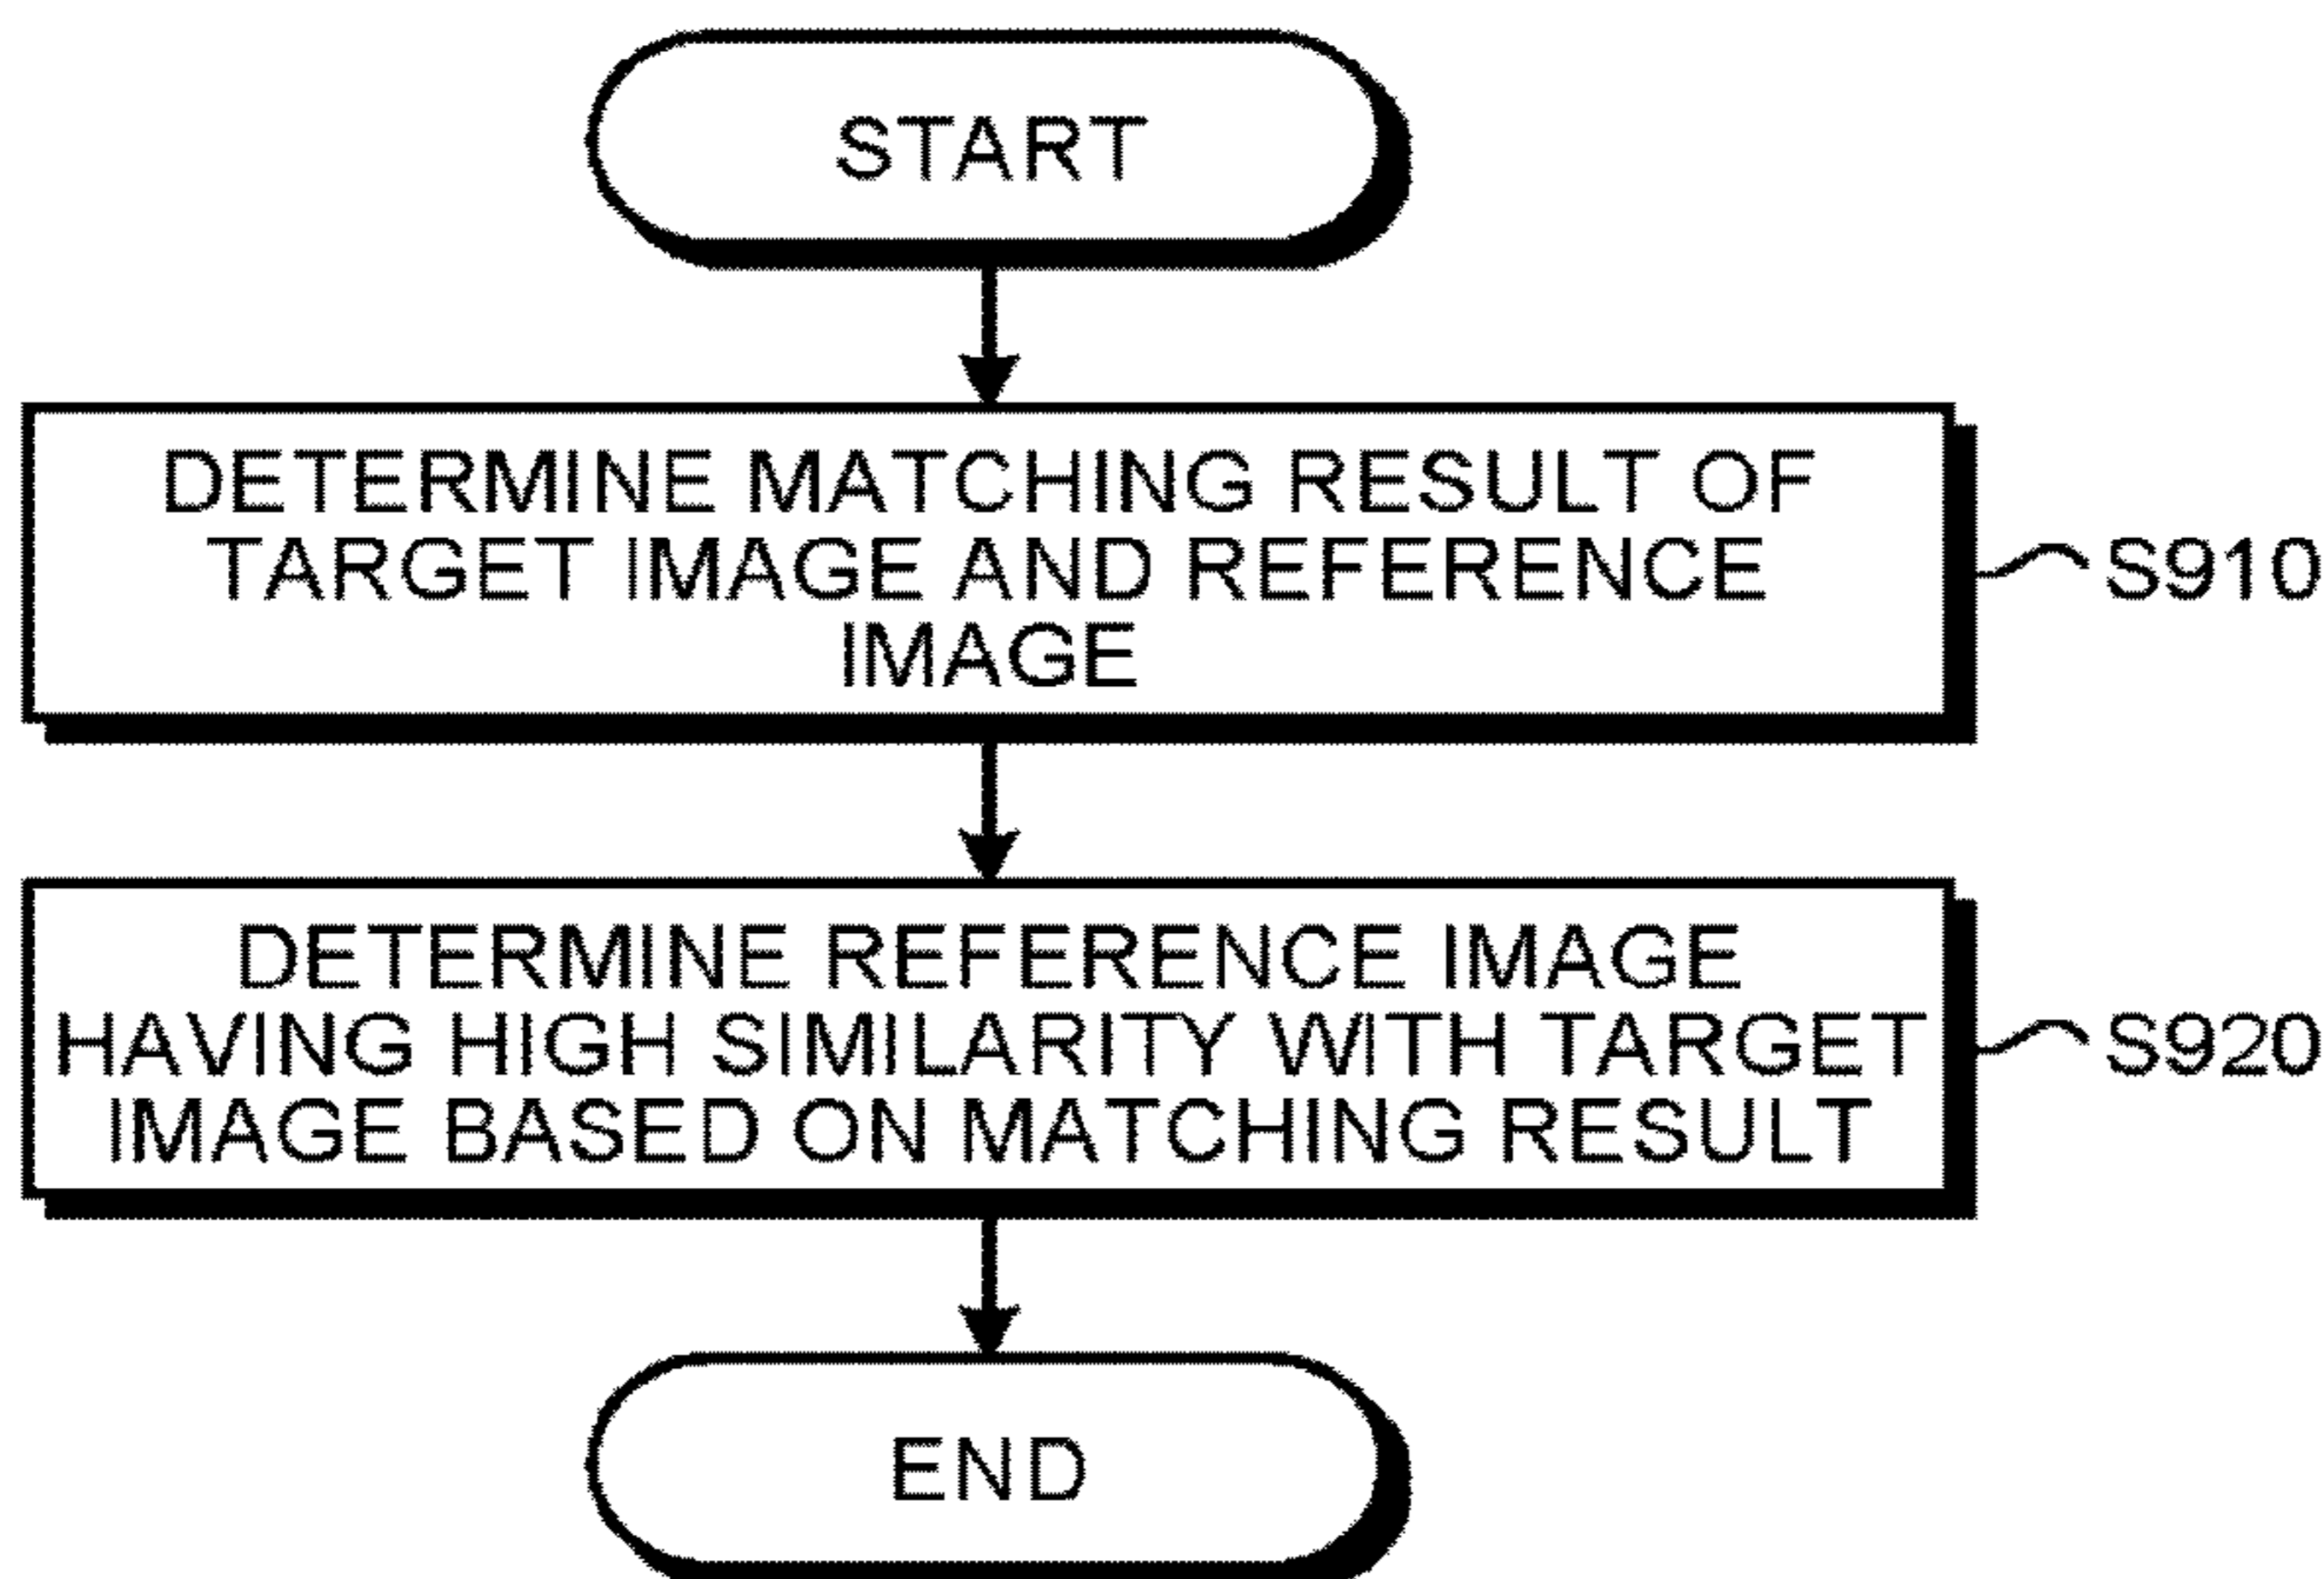 START
DETERMINE MATCHING RESULT OF
TARGET IMAGE AND REFERENCE
IMAGE
S910
DETERMINE REFERENCE IMAGE
HAVING HIGH SIMILARITY WITH TARGET
IMAGE BASED ON MATCHING RESULT
S920
END